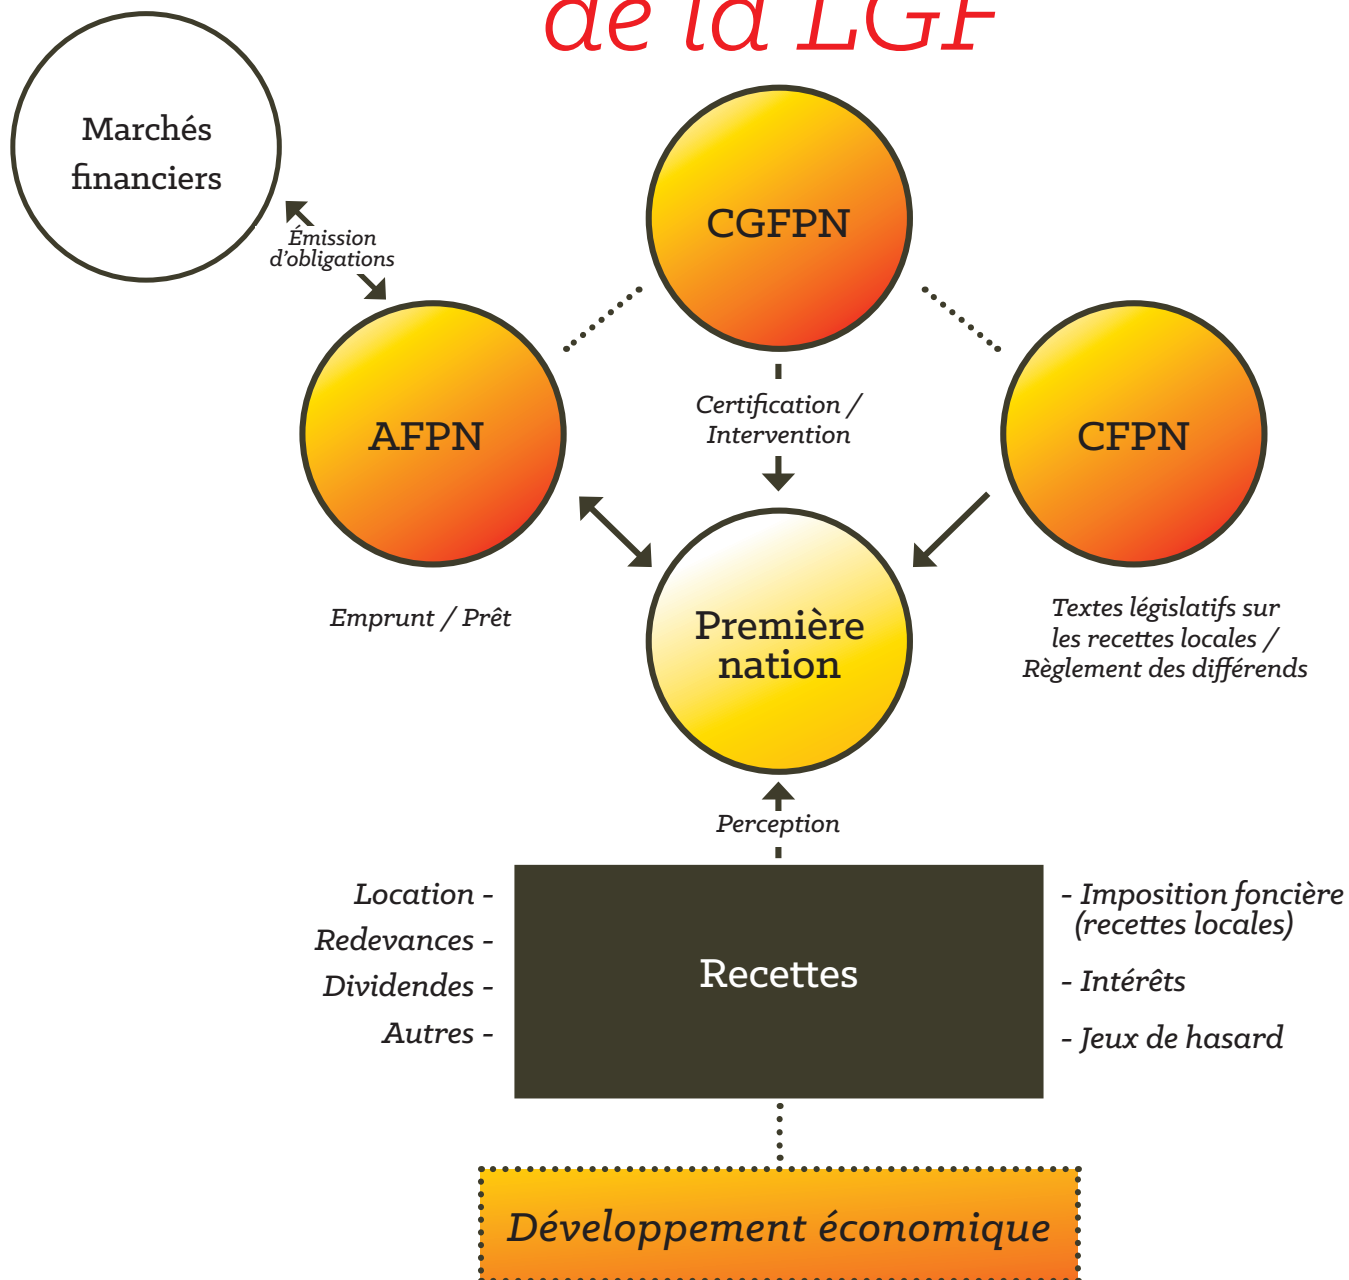 de la LGF
Marchés
financiers
CGFPN
Émission
d'obligations
AFPN
Certification /
Intervention
CFPN
Emprunt / Prêt
Première
nation
Textes législatifs sur
les recettes locales /
Règlement des différends
Perception
Location -
Redevances -
Dividendes -
Autres -
Recettes
- Imposition foncière
(recettes locales)
- Intérêts
- Jeux de hasard
Développement économique